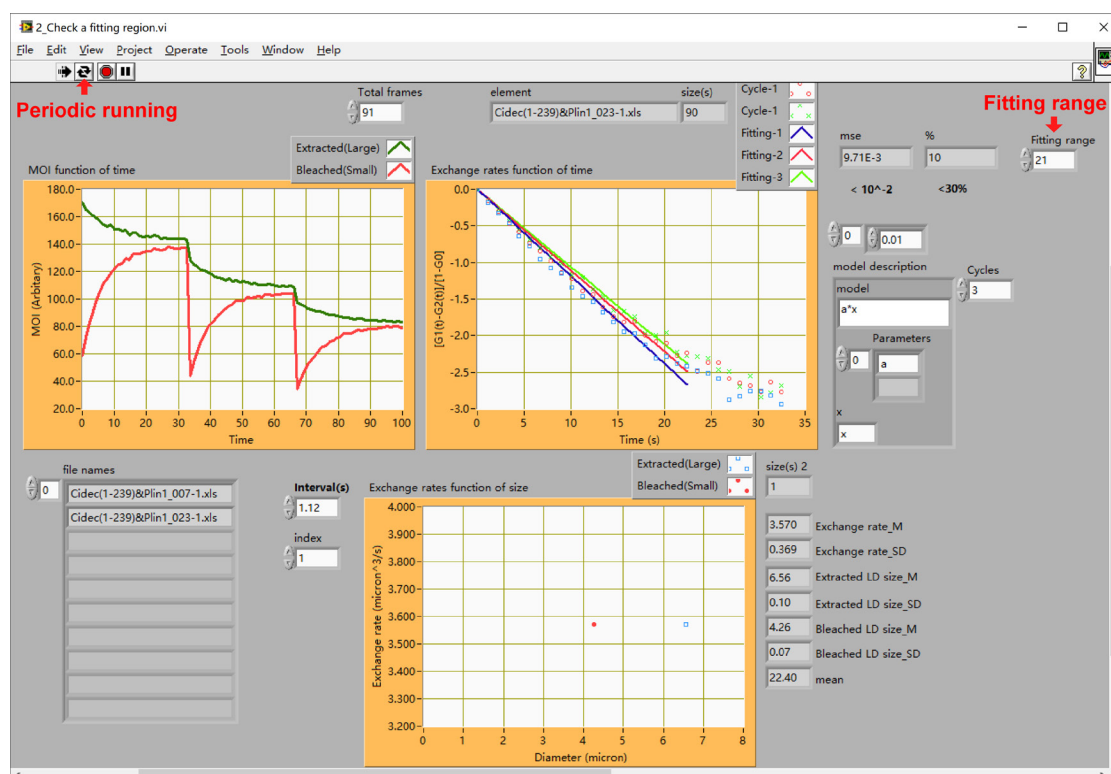 2_Check a fitting region.vi
File Edit View Project Operate Tools Window Help
Periodic running
Total frames
91
element
Cidec(1-239)&Plin1_023-1.xls
size(s)
90
Cycle-1
Cycle-1
Fitting-1
Fitting-2
Fitting-3
Fitting range
mse
9.71E-3
< 10^-2
%
10
<30%
Fitting range
21
Extracted(Large)
Bleached(Small)
MOI function of time
180.0
160.0
140.0
120.0
100.0
80.0
60.0
40.0
20.0
MOI (Arbitary)
0 10 20 30 40 50 60 70 80 90 100
Time
Exchange rates function of time
0.0
-0.5
-1.0
-1.5
-2.0
-2.5
-3.0
[G1(t)-G2(t)]/[1-G0]
0 5 10 15 20 25 30 35
Time (s)
0
0.01
model description
model
a*x
Parameters
0
a
x
x
Cycles
3
file names
0
Cidec(1-239)&Plin1_007-1.xls
Cidec(1-239)&Plin1_023-1.xls
Interval(s)
1.12
index
1
Extracted(Large)
Bleached(Small)
Exchange rates function of size
4.000
3.900
3.800
3.700
3.600
3.500
3.400
3.300
3.200
Exchange rate (micron^3/s)
0 1 2 3 4 5 6 7 8
Diameter (micron)
size(s) 2
1
3.570 Exchange rate_M
0.369 Exchange rate_SD
6.56 Extracted LD size_M
0.10 Extracted LD size_SD
4.26 Bleached LD size_M
0.07 Bleached LD size_SD
22.40 mean